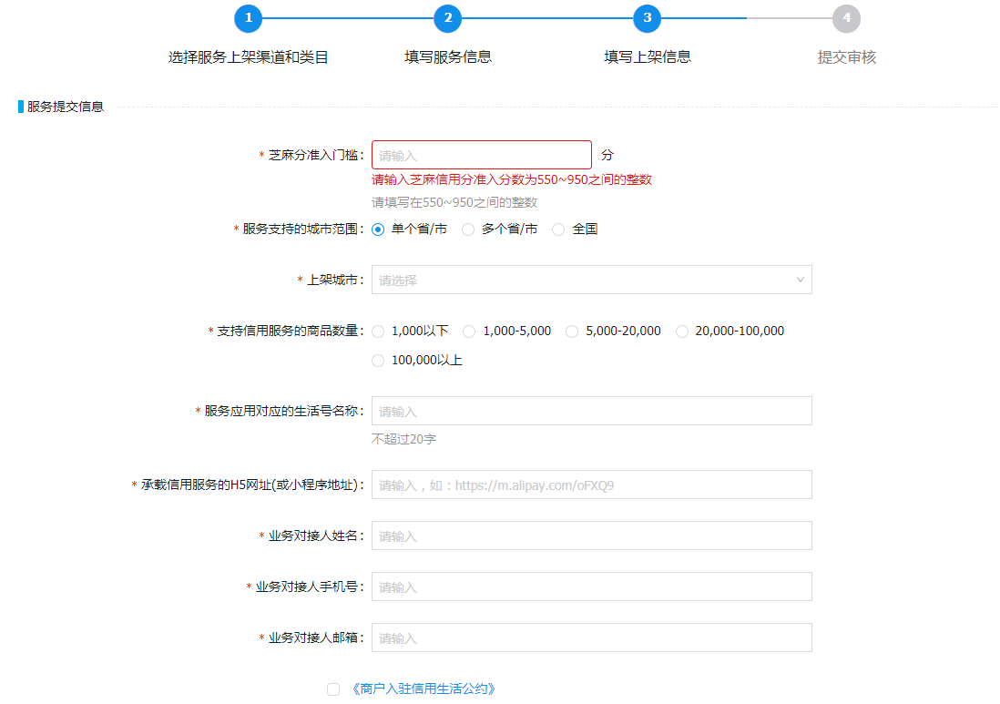 1 2 3 4
选择服务上架渠道和类目 填写服务信息 填写上架信息 提交审核
服务提交信息
* 芝麻分准入门槛: 请输入 分
请输入芝麻信用分准入分数为550~950之间的整数
请填写在550~950之间的整数
* 服务支持的城市范围: 单个省/市 多个省/市 全国
* 上架城市: 请选择
* 支持信用服务的商品数量: 1,000以下 1,000-5,000 5,000-20,000 20,000-100,000
100,000以上
* 服务应用对应的生活号名称: 请输入
不超过20字
* 承载信用服务的H5网址(或小程序地址): 请输入，如：https://m.alipay.com/oFXQ9
* 业务对接人姓名: 请输入
* 业务对接人手机号: 请输入
* 业务对接人邮箱: 请输入
《商户入驻信用生活公约》